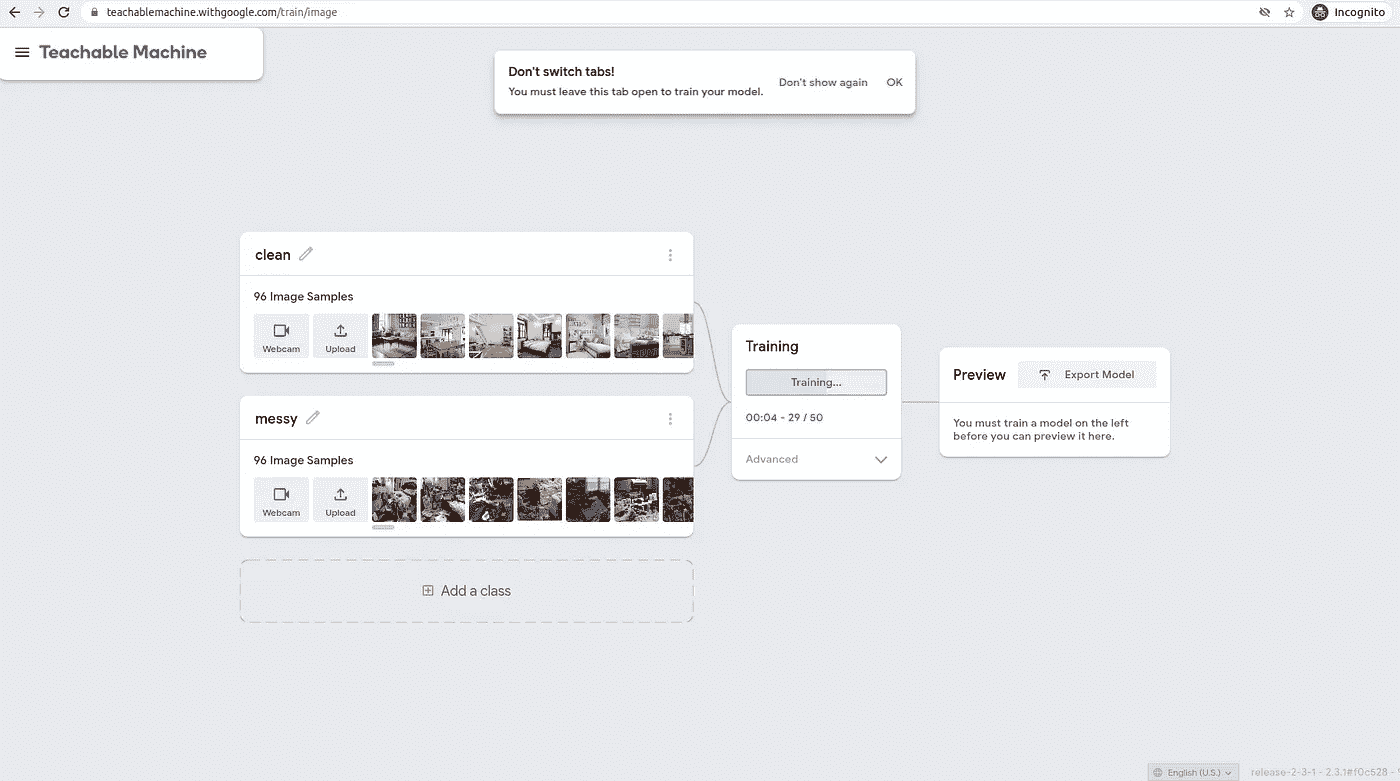 teachablemachine.withgoogle.com/train/image
Incognito
Teachable Machine
Don't switch tabs!
You must leave this tab open to train your model.
Don't show again
OK
clean
96 Image Samples
Webcam
Upload
messy
96 Image Samples
Webcam
Upload
Add a class
Training
Training...
00:04 - 29 / 50
Advanced
Preview
Export Model
You must train a model on the left
before you can preview it here.
English (U.S.)
release-2-3-1 - 2.3.1#f0c528